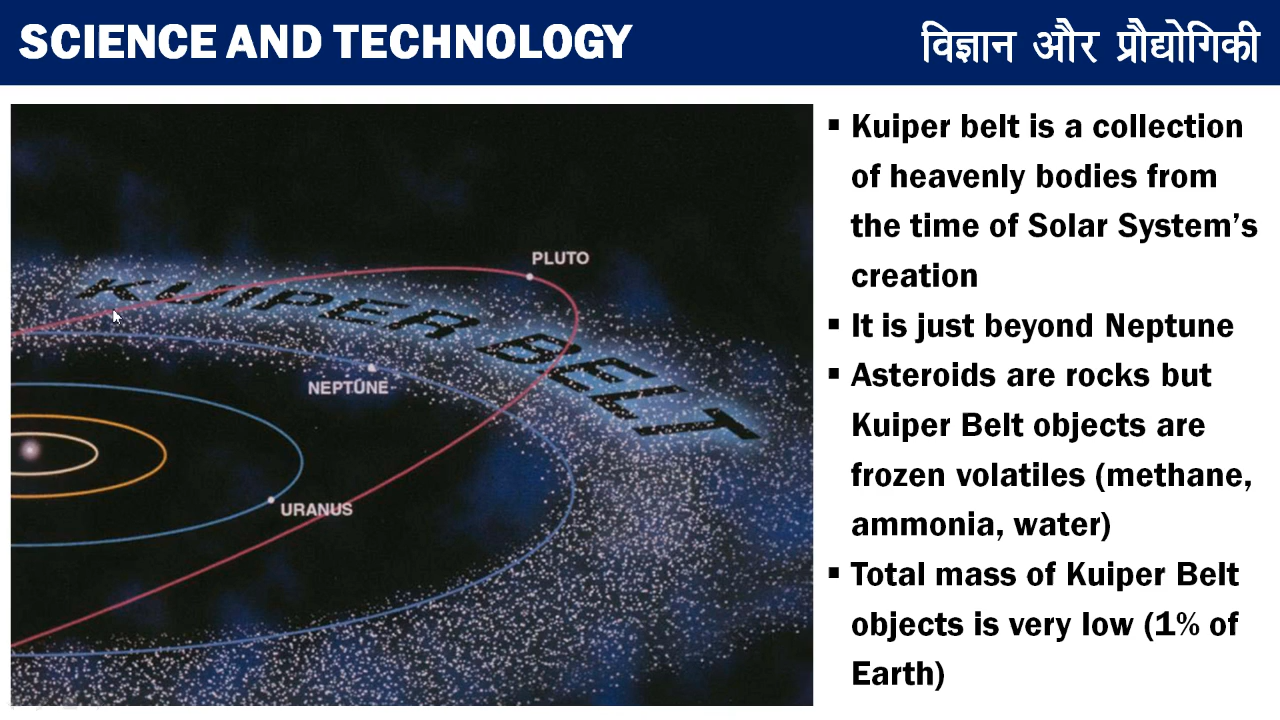 SCIENCE AND TECHNOLOGY
विज्ञान और प्रौद्योगिकी
PLUTO
KUIPER BELT
NEPTUNE
URANUS
▪ Kuiper belt is a collection
of heavenly bodies from
the time of Solar System’s
creation
▪ It is just beyond Neptune
▪ Asteroids are rocks but
Kuiper Belt objects are
frozen volatiles (methane,
ammonia, water)
▪ Total mass of Kuiper Belt
objects is very low (1% of
Earth)